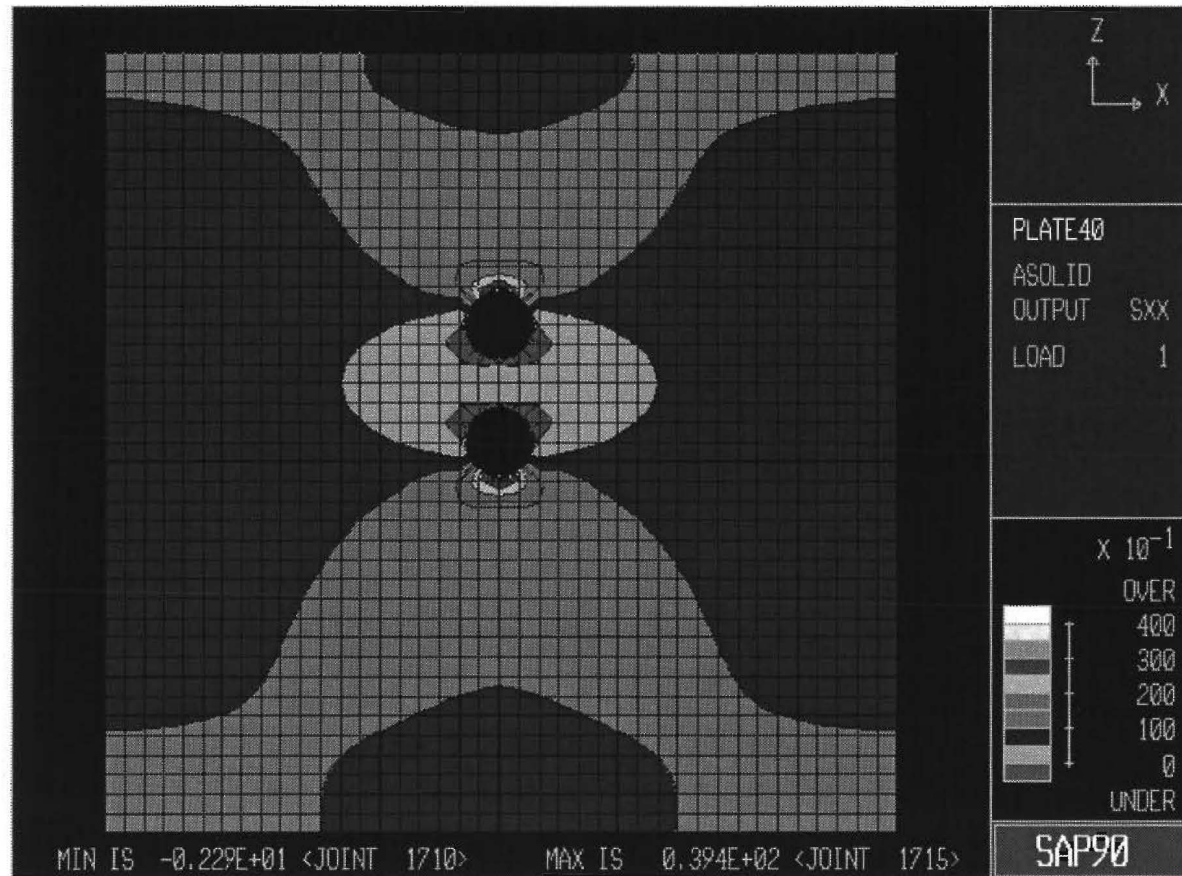 Z
X
PLATE40
ASOLID
OUTPUT SXX
LOAD 1
X 10⁻¹
OVER
400
300
200
100
0
UNDER
SAP90
MIN IS -0.229E+01 <JOINT 1710> MAX IS 0.394E+02 <JOINT 1715>